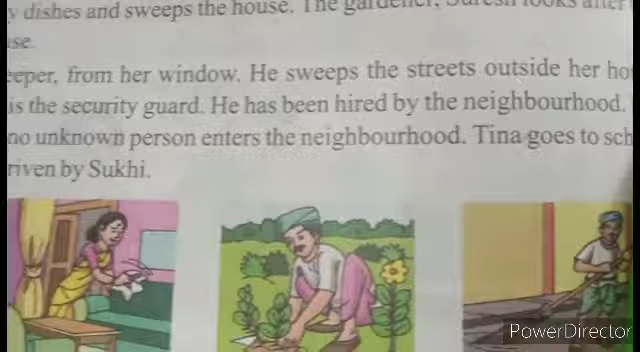 y dishes and sweeps the house. The gardener, Suresh looks after
use.
eeper, from her window. He sweeps the streets outside her ho
is the security guard. He has been hired by the neighbourhood.
no unknown person enters the neighbourhood. Tina goes to sch
riven by Sukhi.
PowerDirector